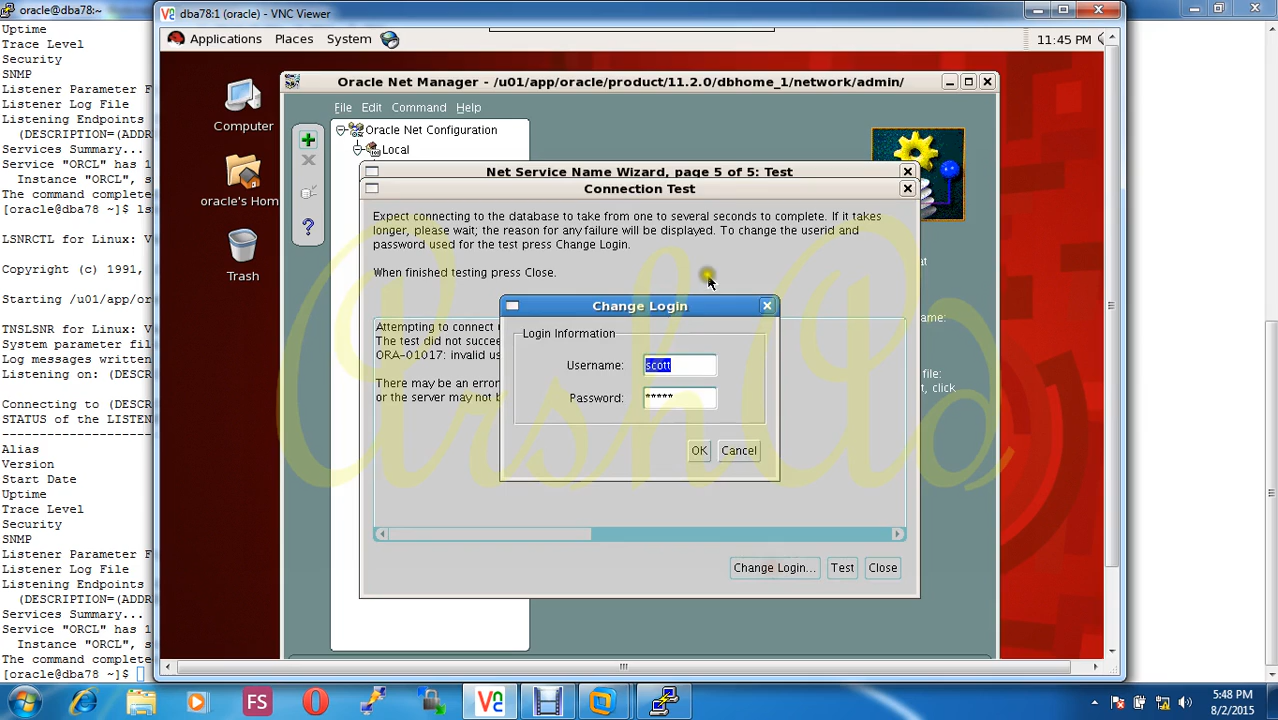 oracle@dba78:~
Uptime
Trace Level
Security
SNMP
Listener Parameter F
Listener Log File
Listening Endpoints
(DESCRIPTION=(ADDR
Services Summary...
Service "ORCL" has 1
Instance "ORCL", s
The command complete
[oracle@dba78 ~]$ ls
LSNRCTL for Linux: V
Copyright (c) 1991,
Starting /u01/app/or
TNSLSNR for Linux: V
System parameter fil
Log messages written
Listening on: (DESCR
Connecting to (DESCR
STATUS of the LISTEN
--------------------
Alias
Version
Start Date
Uptime
Trace Level
Security
SNMP
Listener Parameter F
Listener Log File
Listening Endpoints
(DESCRIPTION=(ADDR
Services Summary...
Service "ORCL" has 1
Instance "ORCL", s
The command complete
[oracle@dba78 ~]$
dba78:1 (oracle) - VNC Viewer
Applications Places System
11:45 PM
Computer
oracle's Hom
Trash
Oracle Net Manager - /u01/app/oracle/product/11.2.0/dbhome_1/network/admin/
File Edit Command Help
Oracle Net Configuration
Local
Net Service Name Wizard, page 5 of 5: Test
Connection Test
Expect connecting to the database to take from one to several seconds to complete. If it takes
longer, please wait; the reason for any failure will be displayed. To change the userid and
password used for the test press Change Login.
When finished testing press Close.
Attempting to connect
The test did not succee
ORA-01017: invalid us
There may be an error
or the server may not b
Change Login
Login Information
Username: scott
Password: *****
OK Cancel
Change Login... Test Close
name:
file:
t, click
ArshAd
FS
5:48 PM
8/2/2015